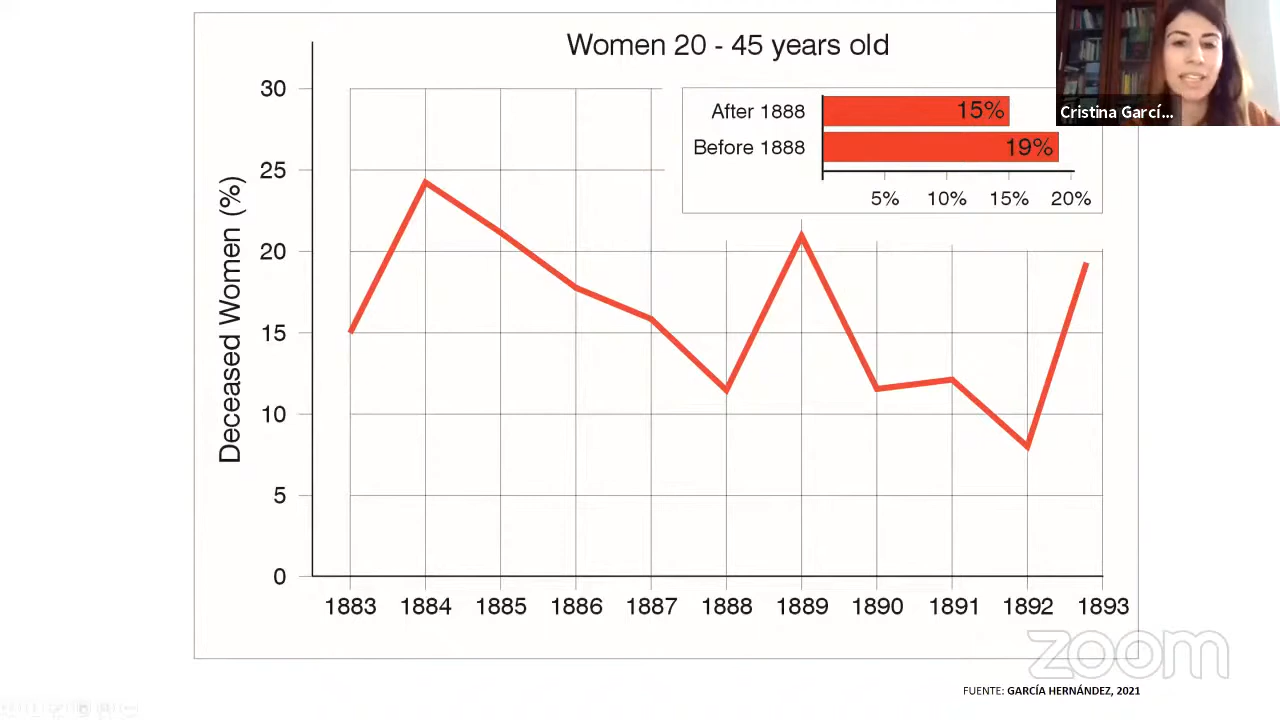 Women 20 - 45 years old
Cristina Garcí...
After 1888
15%
Before 1888
19%
5% 10% 15% 20%
Deceased Women (%)
30
25
20
15
10
5
0
1883 1884 1885 1886 1887 1888 1889 1890 1891 1892 1893
zoom
FUENTE: GARCÍA HERNÁNDEZ, 2021